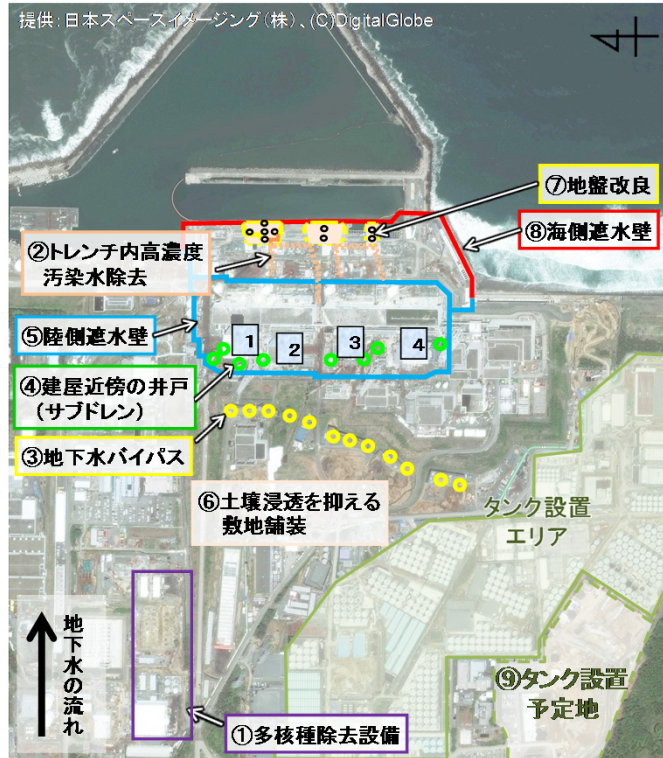 提供:日本スペースイメージング(株)、(C)DigitalGlobe
⑦地盤改良
⑧海側遮水壁
②トレンチ内高濃度
汚染水除去
⑤陸側遮水壁
1
2
3
4
④建屋近傍の井戸
(サブドレン)
③地下水バイパス
⑥土壌浸透を抑える
敷地舗装
タンク設置
エリア
地下水の流れ
⑨タンク設置
予定地
①多核種除去設備